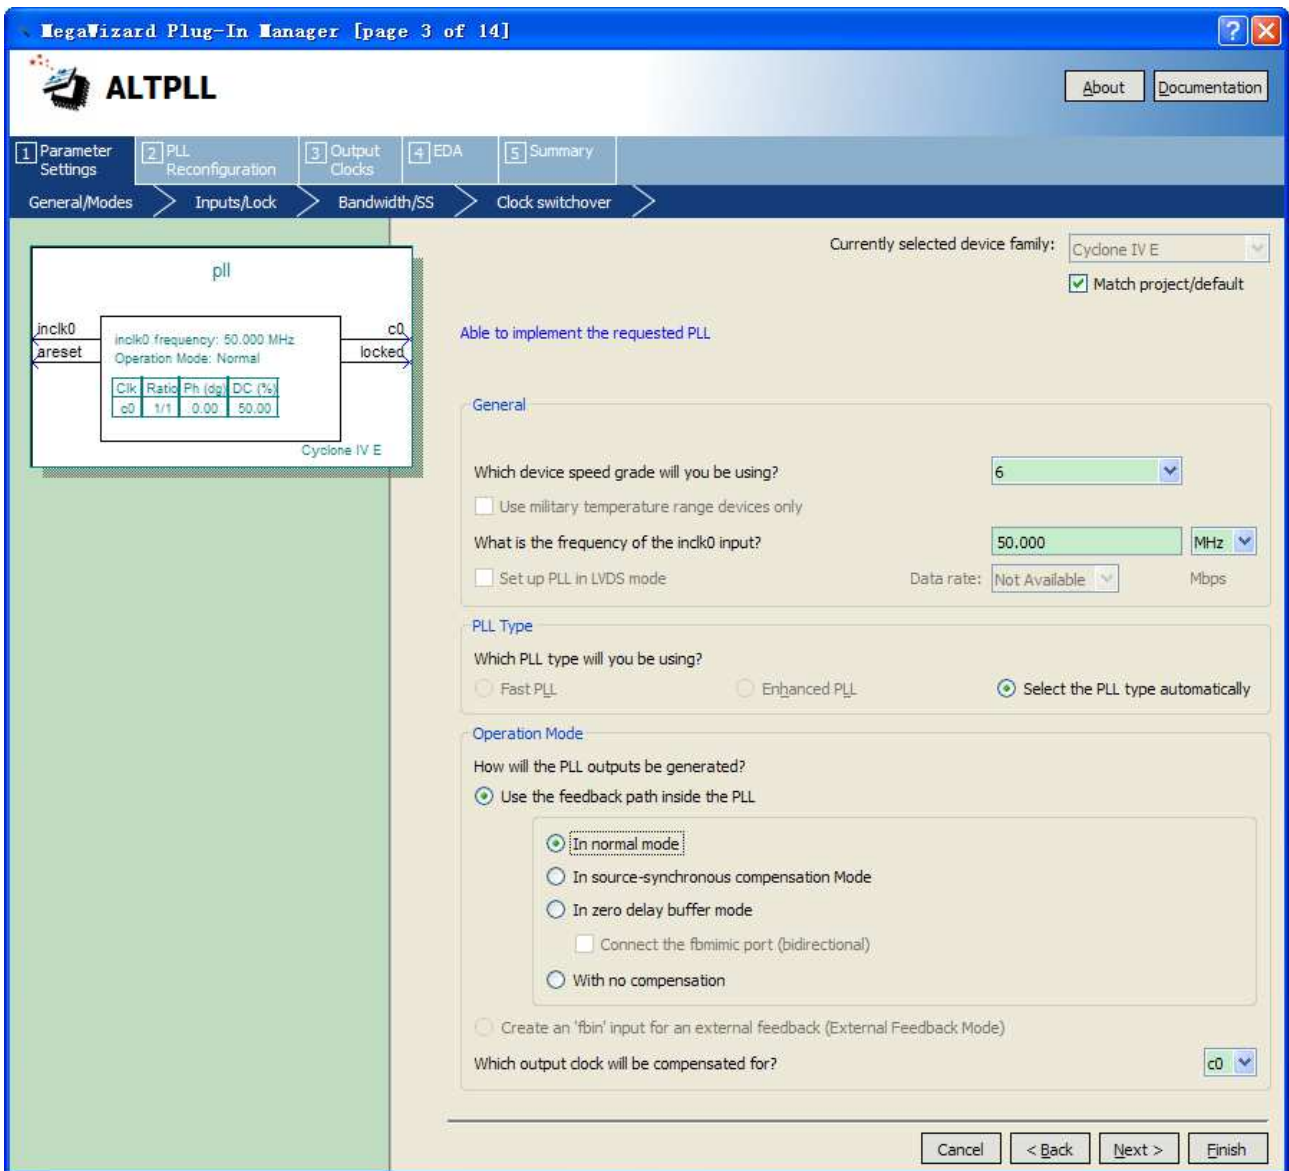 MegaWizard Plug-In Manager [page 3 of 14]
ALTPLL
About
Documentation
1 Parameter Settings
2 PLL Reconfiguration
3 Output Clocks
4 EDA
5 Summary
General/Modes
Inputs/Lock
Bandwidth/SS
Clock switchover
Currently selected device family: Cyclone IV E
Match project/default
pll
inclk0
areset
c0
locked
inclk0 frequency: 50.000 MHz
Operation Mode: Normal
Clk Ratio Ph (dg) DC (%)
c0 1/1 0.00 50.00
Cyclone IV E
Able to implement the requested PLL
General
Which device speed grade will you be using? 6
Use military temperature range devices only
What is the frequency of the inclk0 input? 50.000 MHz
Set up PLL in LVDS mode Data rate: Not Available Mbps
PLL Type
Which PLL type will you be using?
Fast PLL Enhanced PLL Select the PLL type automatically
Operation Mode
How will the PLL outputs be generated?
Use the feedback path inside the PLL
In normal mode
In source-synchronous compensation Mode
In zero delay buffer mode
Connect the fbmimic port (bidirectional)
With no compensation
Create an 'fbin' input for an external feedback (External Feedback Mode)
Which output clock will be compensated for? c0
Cancel < Back Next > Finish